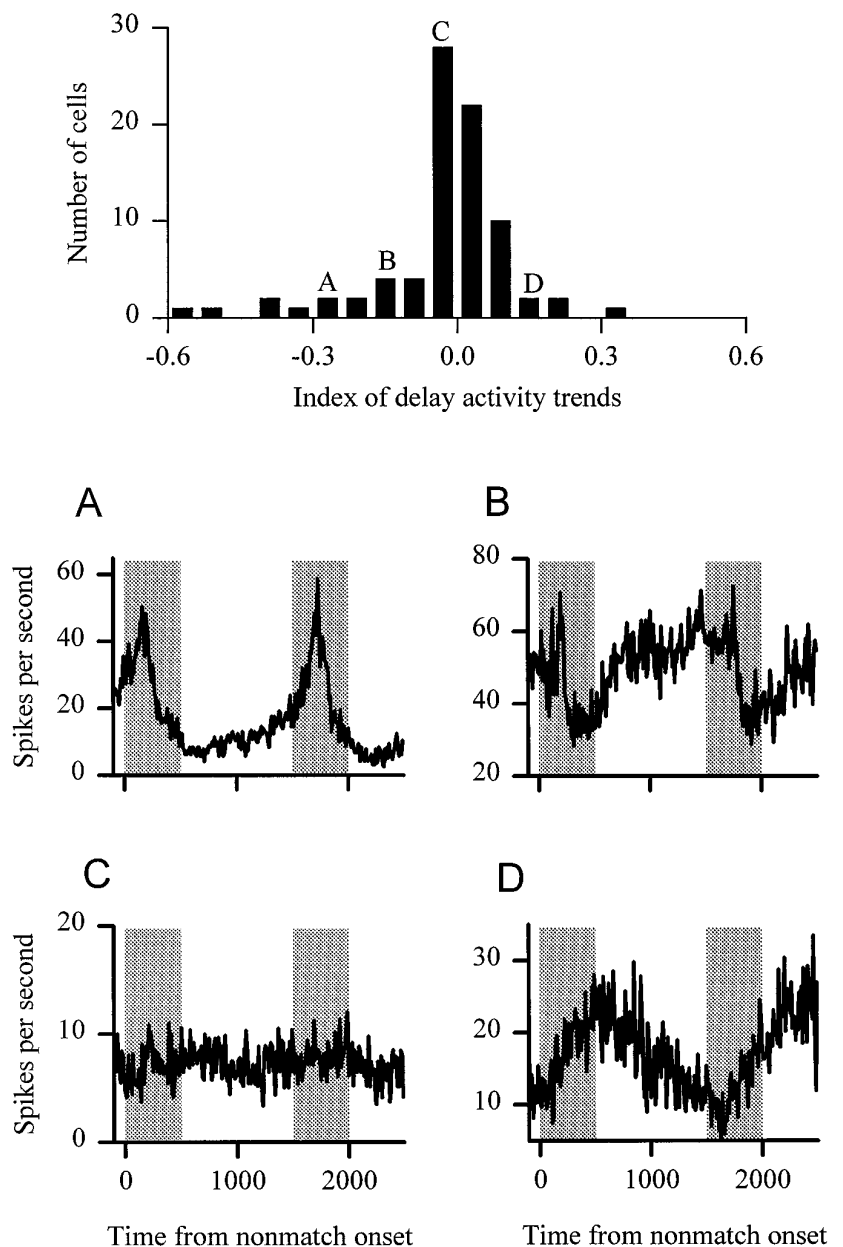 30
C
20
Number of cells
10
B
A
D
0
-0.6 -0.3 0.0 0.3 0.6
Index of delay activity trends
A
Spikes per second
60
40
20
0
B
80
60
40
20
C
Spikes per second
20
10
0
0 1000 2000
Time from nonmatch onset
D
30
20
10
0 1000 2000
Time from nonmatch onset